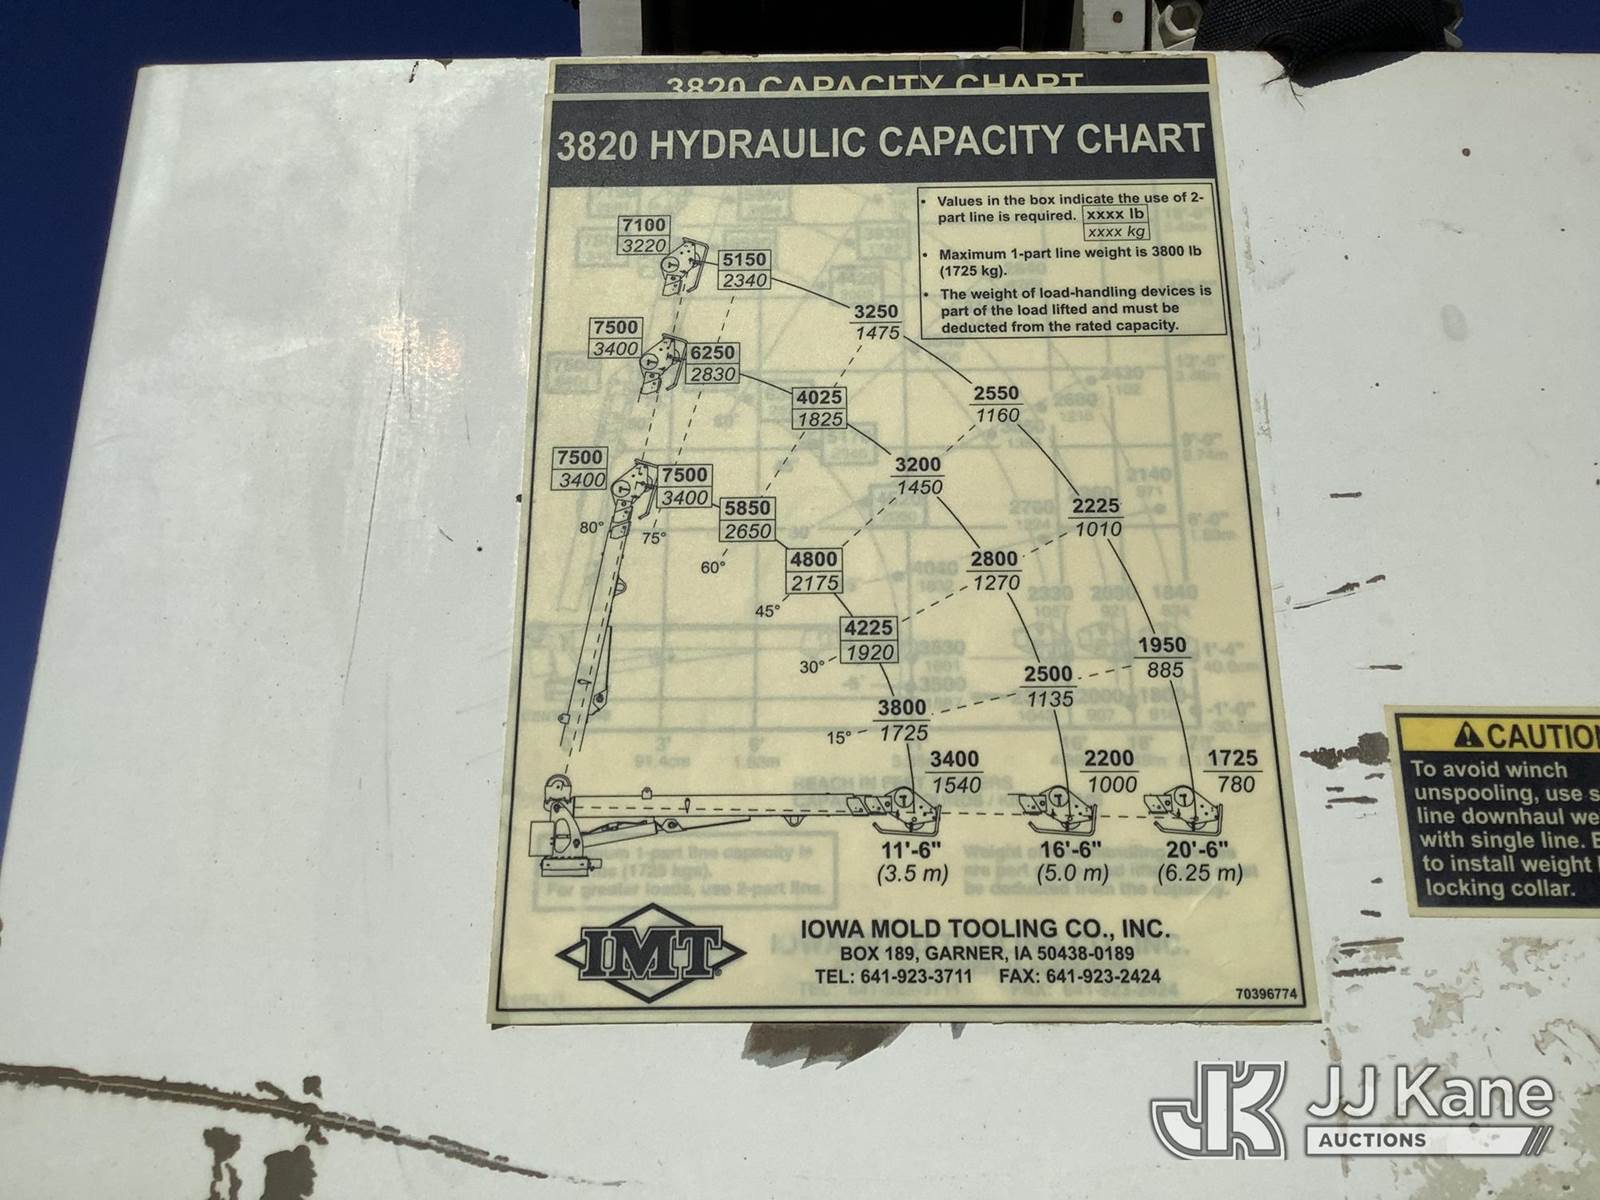 3820 CAPACITY CHART
3820 HYDRAULIC CAPACITY CHART
• Values in the box indicate the use of 2-
part line is required. xxxx lb
xxxx kg
• Maximum 1-part line weight is 3800 lb
(1725 kg).
• The weight of load-handling devices is
part of the load lifted and must be
deducted from the rated capacity.
7100
3220
5150
2340
3250
1475
7500
3400
6250
2830
4025
1825
2550
1160
7500
3400
7500
3400
5850
2650
3200
1450
2225
1010
80°
75°
60°
4800
2175
2800
1270
45°
4225
1920
1950
885
30°
2500
1135
3800
1725
15°
3400
1540
2200
1000
1725
780
11'-6"
(3.5 m)
16'-6"
(5.0 m)
20'-6"
(6.25 m)
IMT
IOWA MOLD TOOLING CO., INC.
BOX 189, GARNER, IA 50438-0189
TEL: 641-923-3711 FAX: 641-923-2424
70396774
CAUTIO
To avoid winch
unspooling, use s
line downhaul we
with single line.
to install weight
locking collar.
JK JJ Kane
AUCTIONS